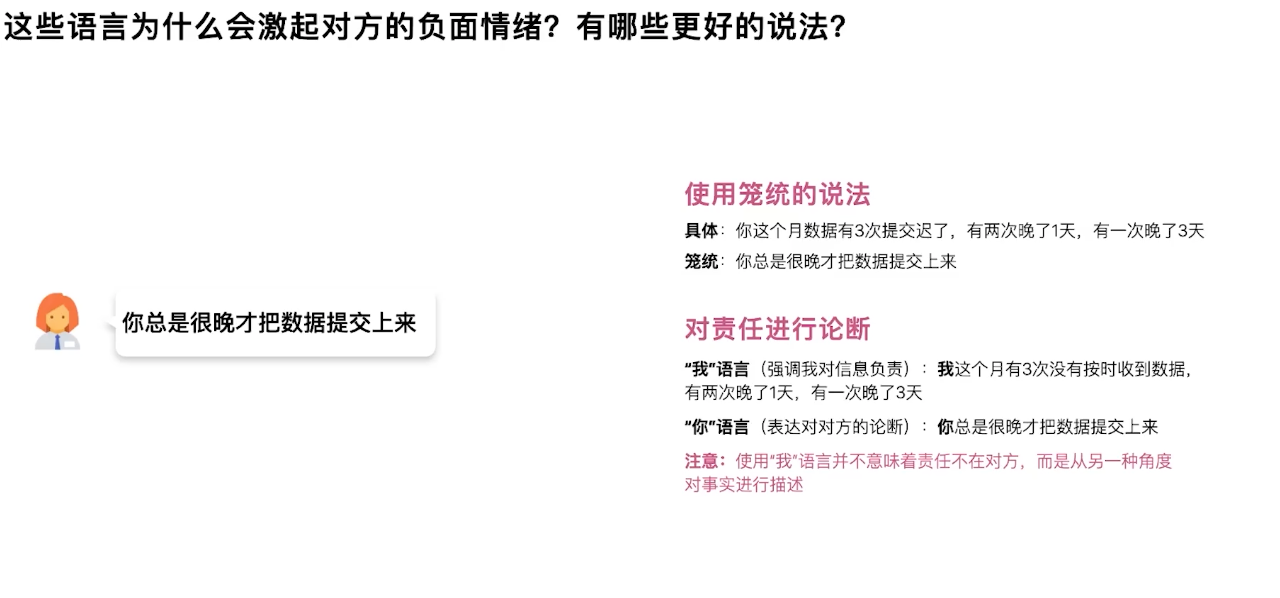 这些语言为什么会激起对方的负面情绪？有哪些更好的说法？
你总是很晚才把数据提交上来
使用笼统的说法
具体：你这个月数据有3次提交迟了，有两次晚了1天，有一次晚了3天
笼统：你总是很晚才把数据提交上来
对责任进行论断
“我”语言（强调我对信息负责）：我这个月有3次没有按时收到数据，
有两次晚了1天，有一次晚了3天
“你”语言（表达对对方的论断）：你总是很晚才把数据提交上来
注意：使用“我”语言并不意味着责任不在对方，而是从另一种角度
对事实进行描述